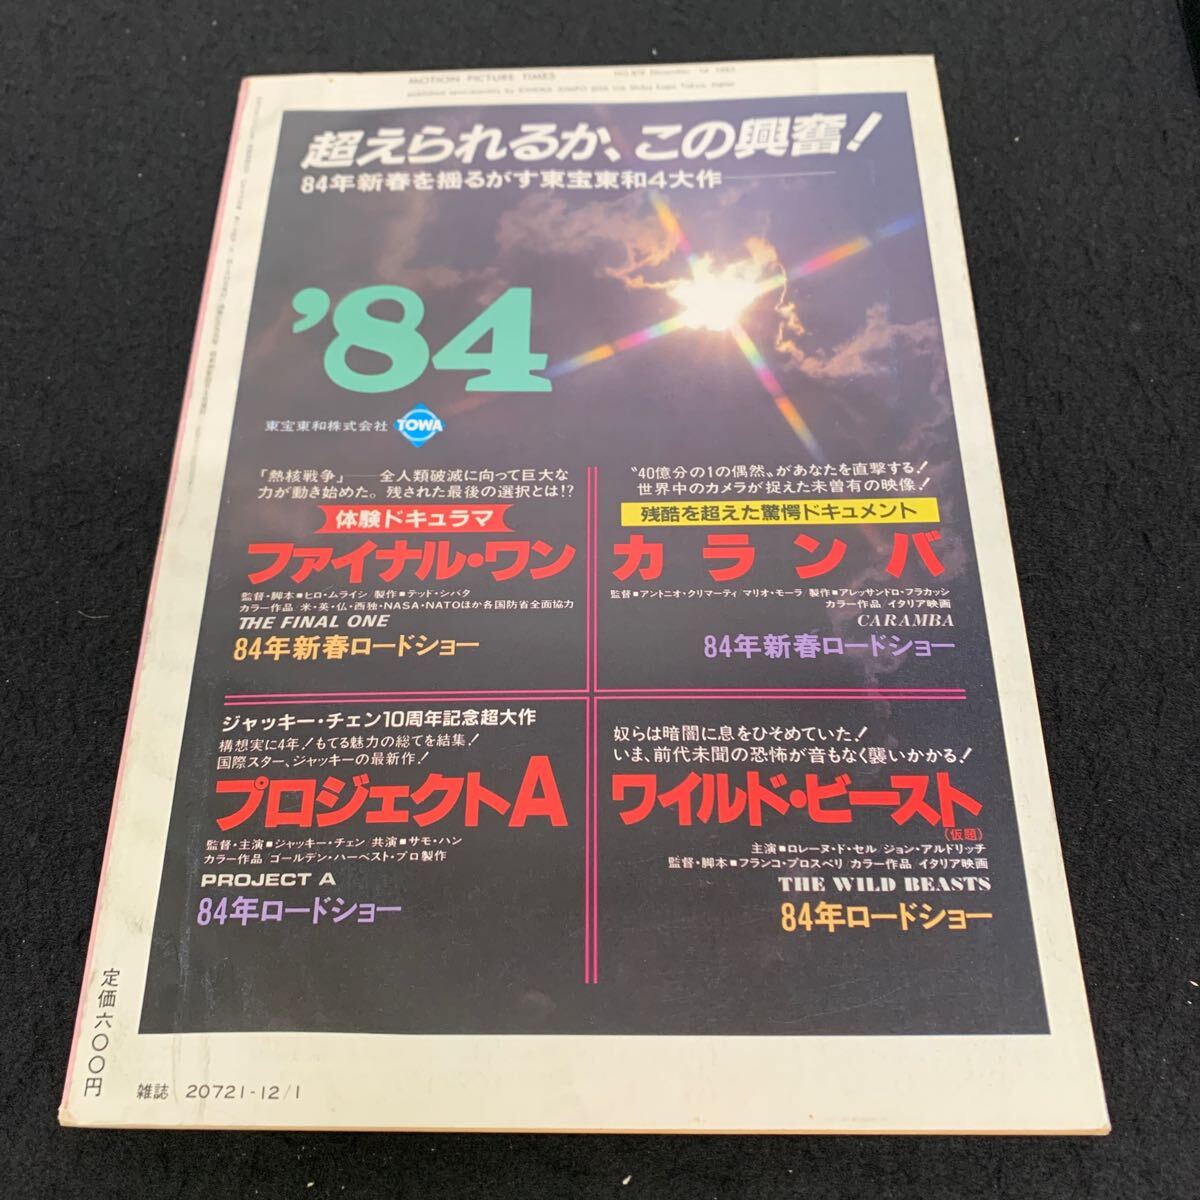 MOTION PICTURE TIMES
超えられるか、この興奮!
84年新春を揺るがす東宝東和4大作
'84
東宝東和株式会社 TOWA
「熱核戦争」――全人類破滅に向って巨大な
力が動き始めた。残された最後の選択とは!?
体験ドキュラマ
ファイナル・ワン
監督・脚本■ヒロ・ムライシ 製作■テッド・シバタ
カラー作品/米・英・仏・西独・NASA・NATOほか各国防省全面協力
THE FINAL ONE
84年新春ロードショー
"40億分の1の偶然〟があなたを直撃する!
世界中のカメラが捉えた未曽有の映像!
残酷を超えた驚愕ドキュメント
カランバ
監督■アントニオ・クリマーティ マリオ・モーラ 製作■アレッサンドロ・フラカッシ
カラー作品/イタリア映画
CARAMBA
84年新春ロードショー
ジャッキー・チェン10周年記念超大作
構想実に4年!もてる魅力の総てを結集!
国際スター、ジャッキーの最新作!
プロジェクトA
監督・主演■ジャッキー・チェン 共演■サモ・ハン
カラー作品 ゴールデン・ハーベスト・プロ製作
PROJECT A
84年ロードショー
奴らは暗闇に息をひそめていた!
いま、前代未聞の恐怖が音もなく襲いかかる!
ワイルド・ビースト
(仮題)
主演■ロレーヌ・ド・セル/ジョン・アルドリッチ
監督・脚本■フランコ・プロスペリ/カラー作品/イタリア映画
THE WILD BEASTS
84年ロードショー
定価六〇〇円
雑誌 20721-12/1